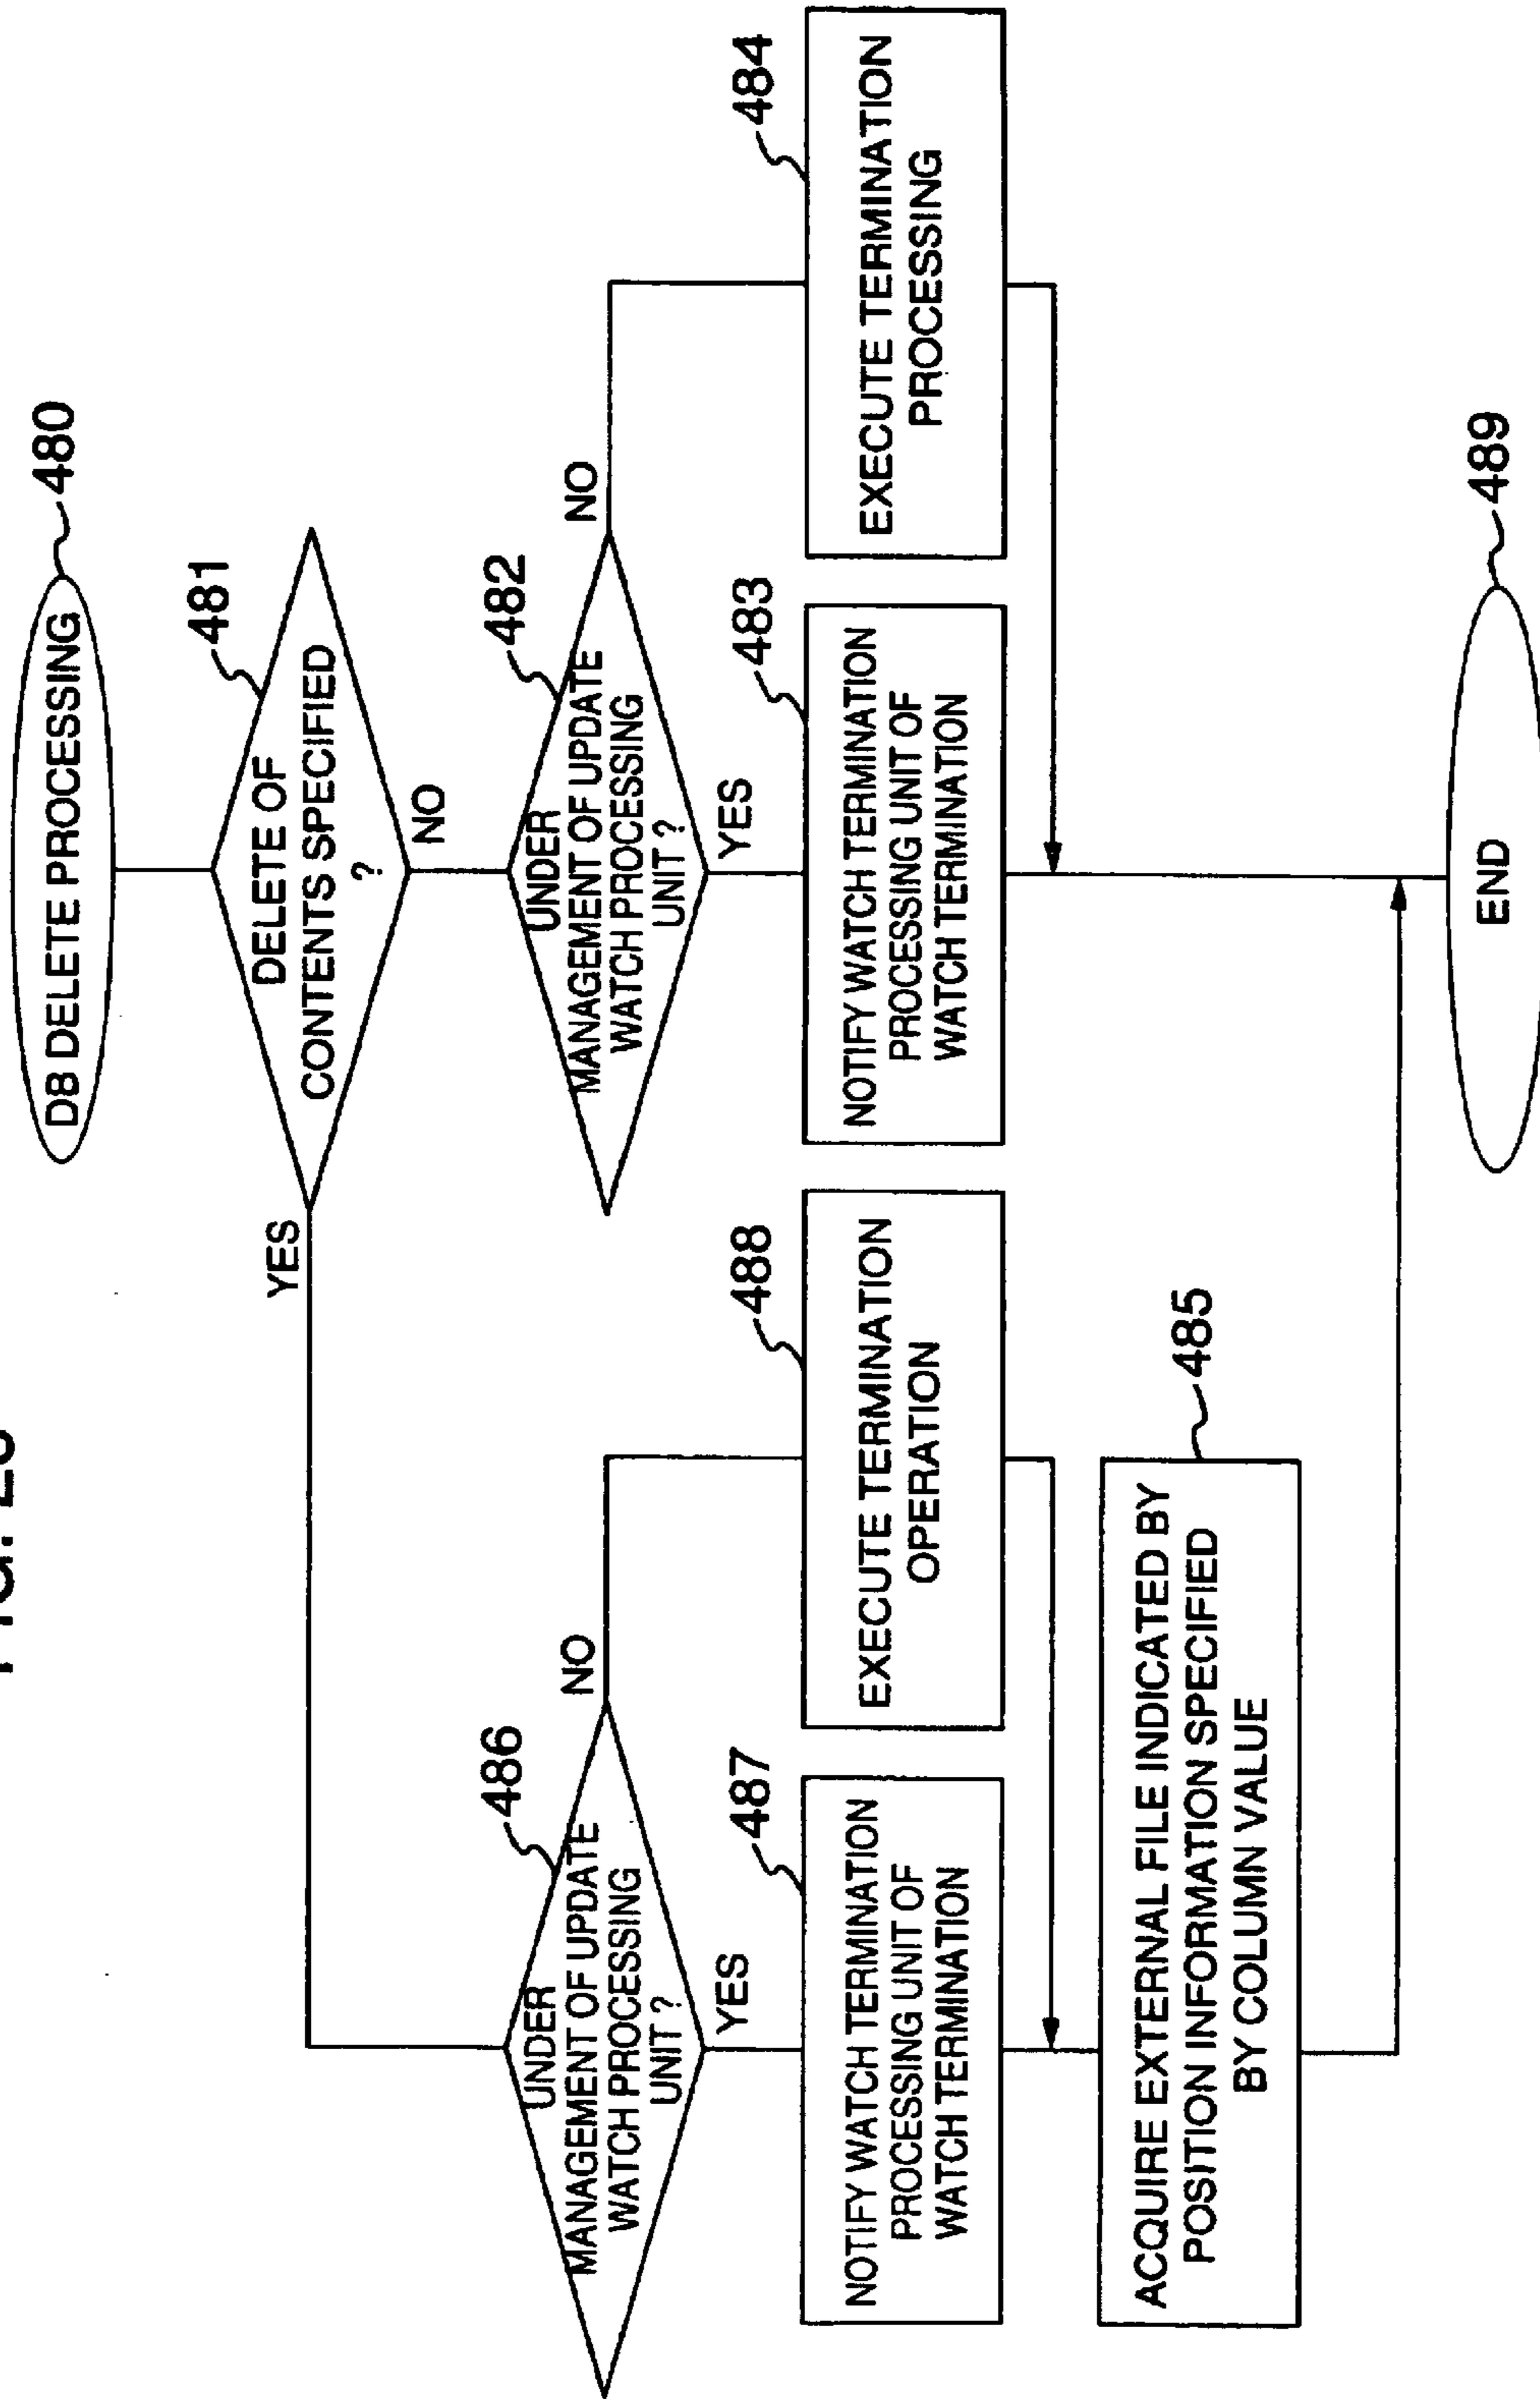 DB DELETE PROCESSING
480
DELETE OF
CONTENTS SPECIFIED
?
481
YES
NO
UNDER
MANAGEMENT OF UPDATE
WATCH PROCESSING
UNIT ?
486
NO
YES
UNDER
MANAGEMENT OF UPDATE
WATCH PROCESSING
UNIT ?
482
NO
YES
NOTIFY WATCH TERMINATION
PROCESSING UNIT OF
WATCH TERMINATION
487
EXECUTE TERMINATION
OPERATION
488
NOTIFY WATCH TERMINATION
PROCESSING UNIT OF
WATCH TERMINATION
483
EXECUTE TERMINATION
PROCESSING
484
ACQUIRE EXTERNAL FILE INDICATED BY
POSITION INFORMATION SPECIFIED
BY COLUMN VALUE
485
END
489